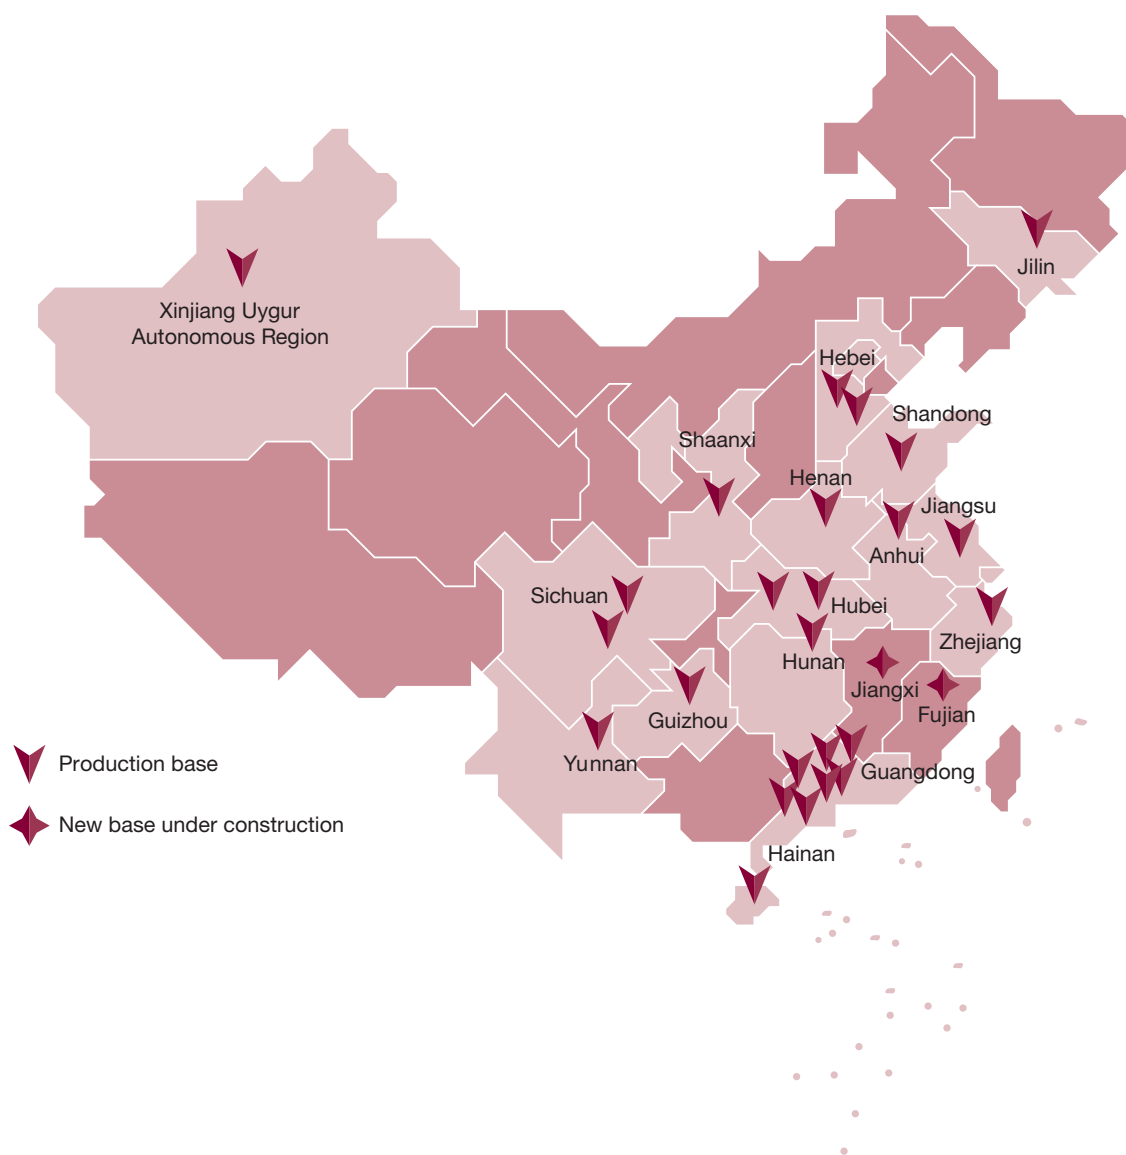 Jilin
Xinjiang Uygur
Autonomous Region
Hebei
Shandong
Shaanxi
Henan
Jiangsu
Anhui
Sichuan
Hubei
Zhejiang
Hunan
Jiangxi
Fujian
Guizhou
Yunnan
Production base
Guangdong
New base under construction
Hainan